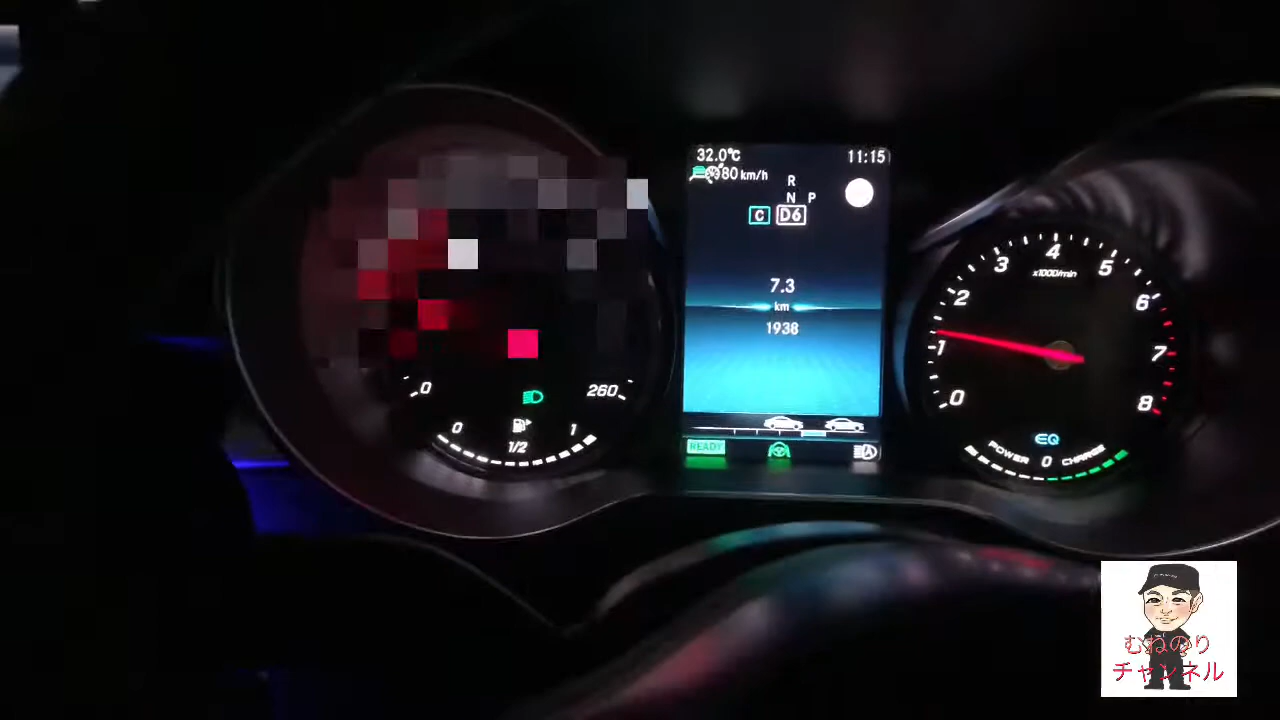 32.0℃ 11:15
80 km/h
R
N P
C D6
7.3
km
1938
READY
0 260
0 1
1/2
0 1 2 3 4 5 6 7 8
x1000/min
EQ
POWER 0 CHARGE
むねのり
チャンネル